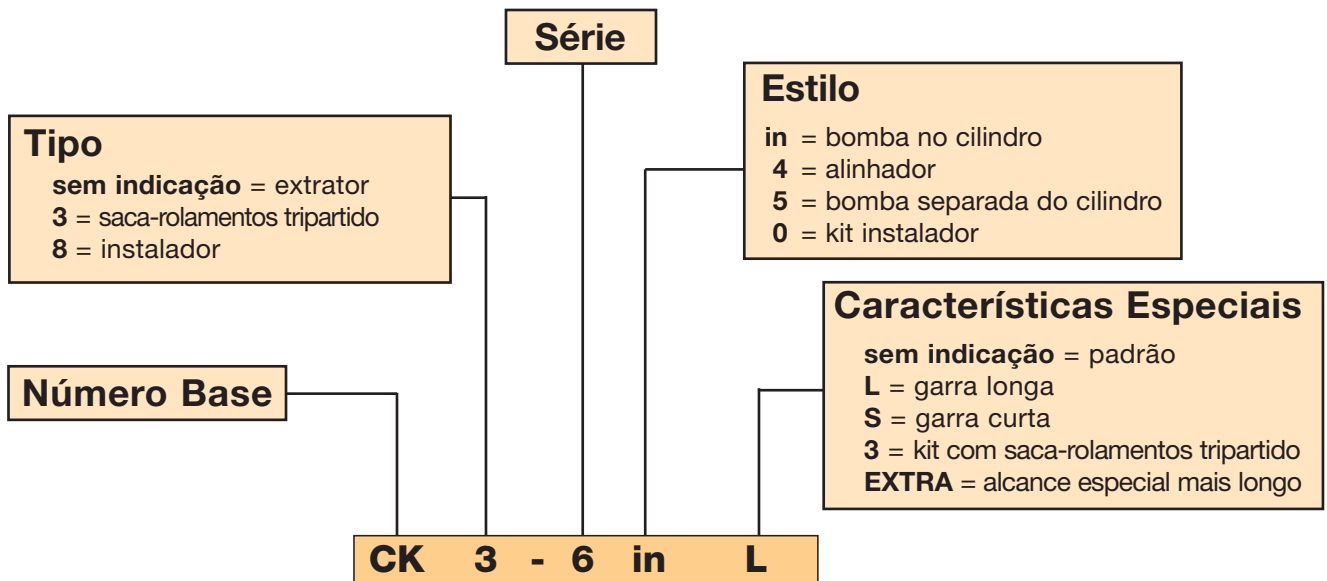 Série
Tipo
sem indicação = extrator
3 = saca-rolamentos tripartido
8 = instalador
Estilo
in = bomba no cilindro
4 = alinhador
5 = bomba separada do cilindro
0 = kit instalador
Número Base
Características Especiais
sem indicação = padrão
L = garra longa
S = garra curta
3 = kit com saca-rolamentos tripartido
EXTRA = alcance especial mais longo
CK 3 - 6 in L